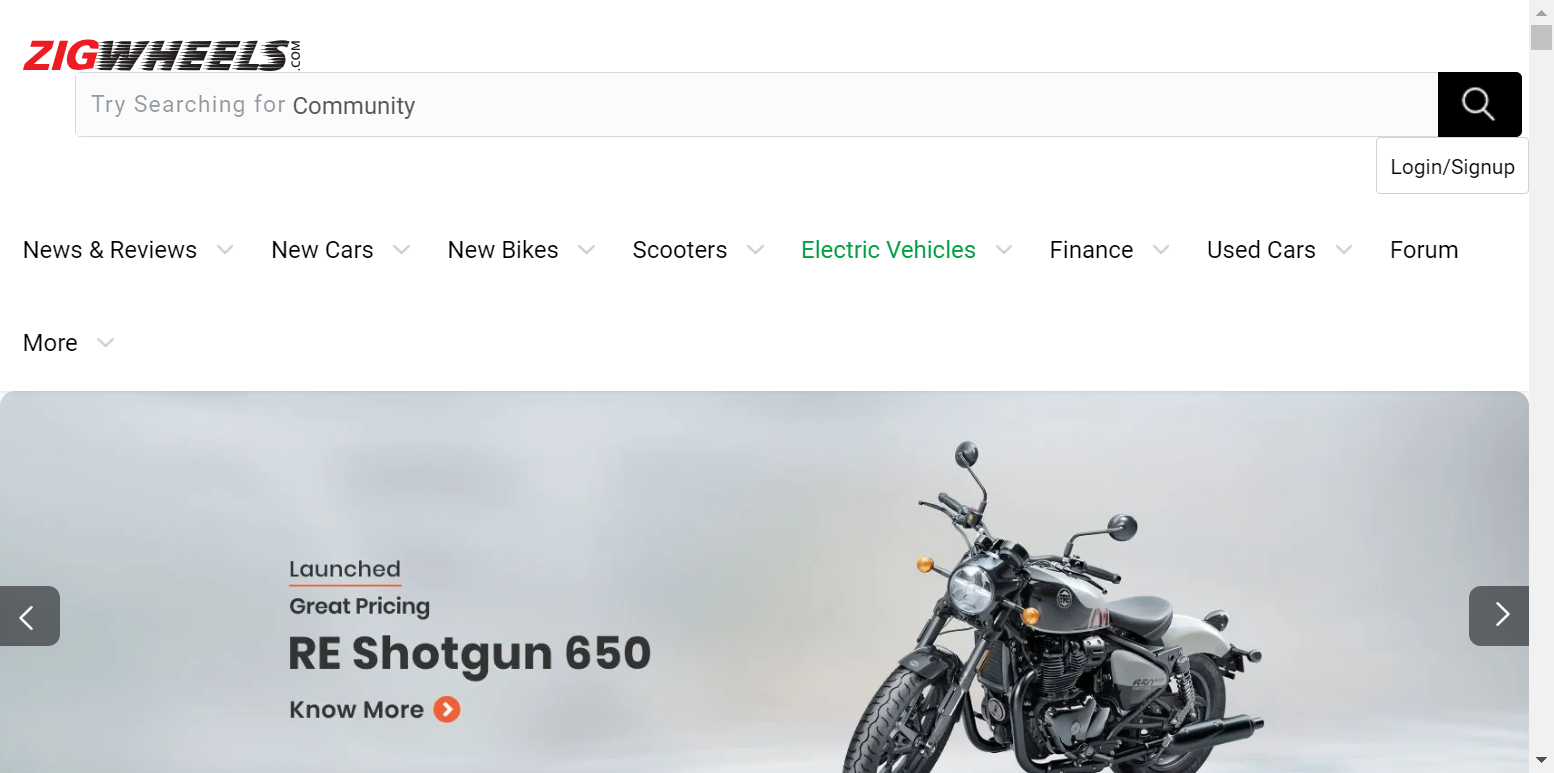 ZIGWHEELS.COM
Try Searching for Community
Login/Signup
News & Reviews New Cars New Bikes Scooters Electric Vehicles Finance Used Cars Forum
More
Launched
Great Pricing
RE Shotgun 650
Know More